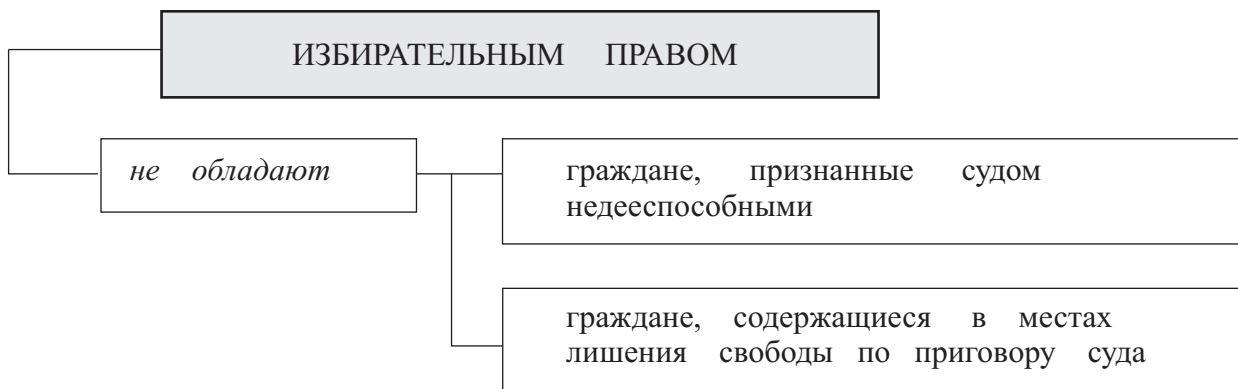 ИЗБИРАТЕЛЬНЫМ ПРАВОМ
не обладают
граждане, признанные судом
недееспособными
граждане, содержащиеся в местах
лишения свободы по приговору суда